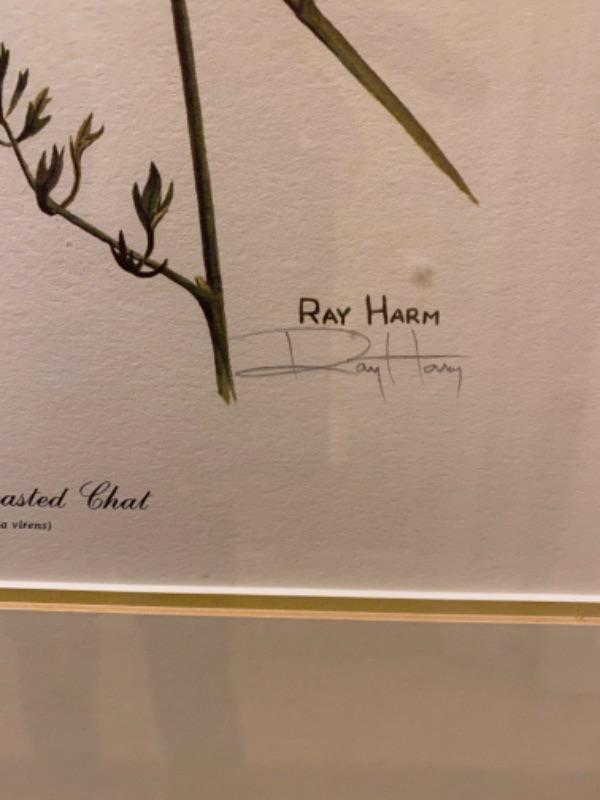 RAY HARM
Ray Harm
asted Chat
a virens)